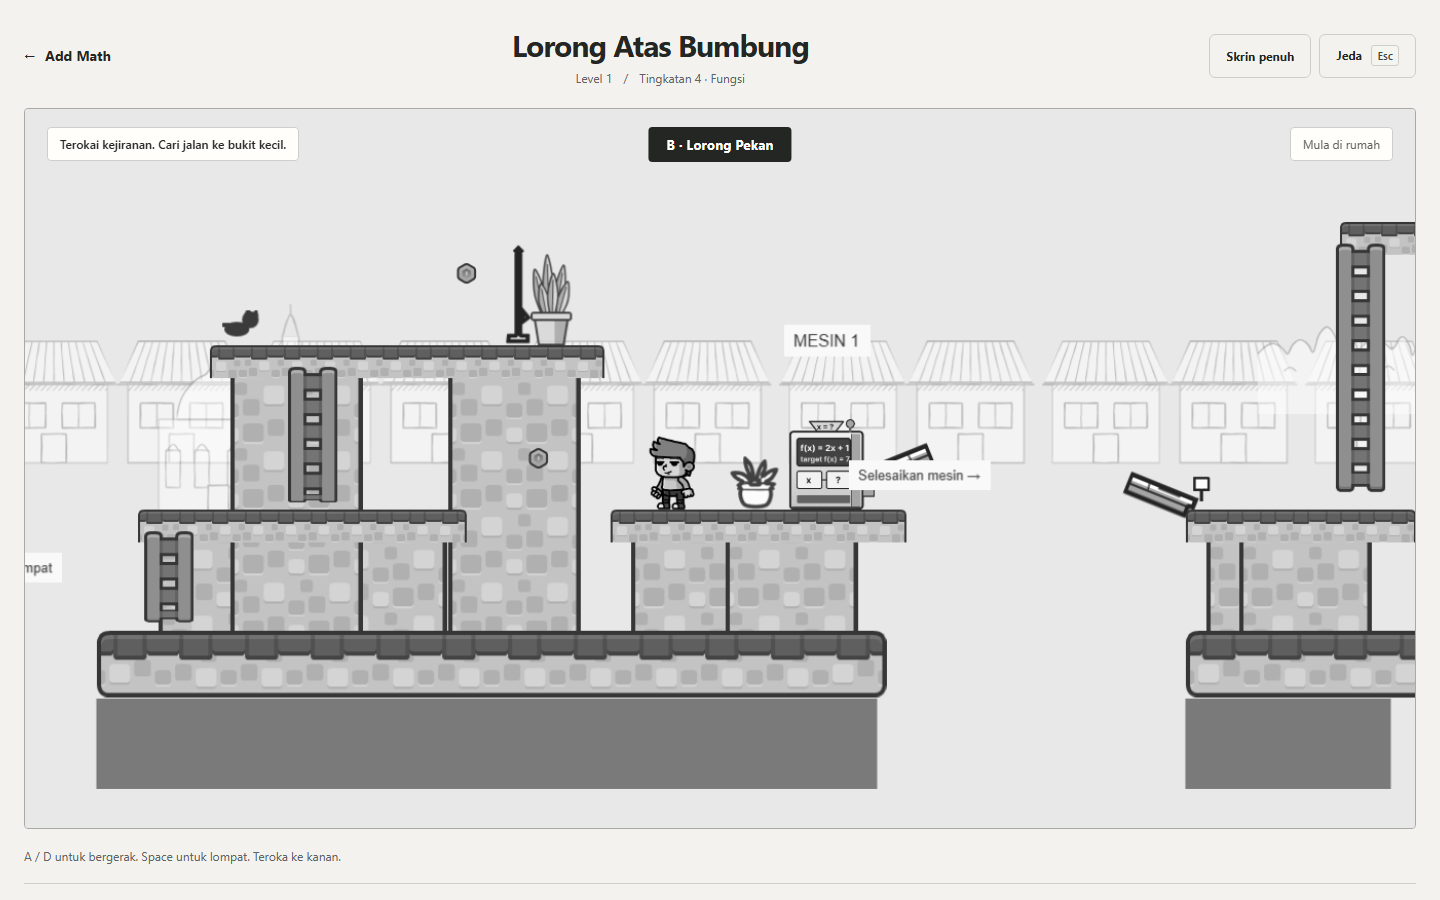 ← Add Math
Lorong Atas Bumbung
Level 1 / Tingkatan 4 · Fungsi
Skrin penuh
Jeda Esc
Terokai kejiranan. Cari jalan ke bukit kecil.
B · Lorong Pekan
Mula di rumah
MESIN 1
x = ?
f(x) = 2x + 1
target f(x) = 7
x
?
Selesaikan mesin →
mpat
A / D untuk bergerak. Space untuk lompat. Teroka ke kanan.